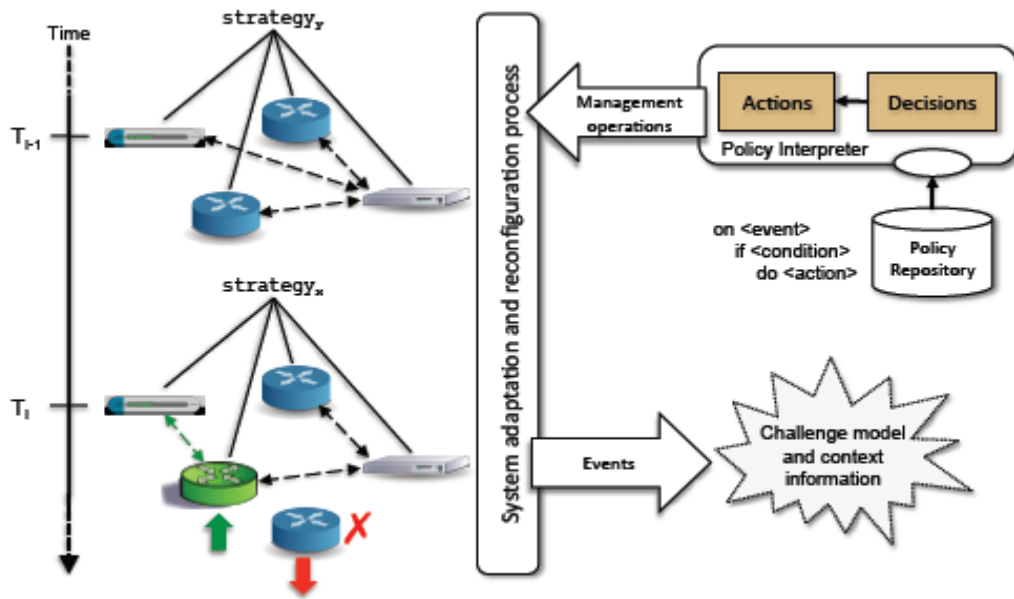 Time
strategy_y
T_{i-1}
strategy_x
T_i
System adaptation and reconfiguration process
Management
operations
Actions
Decisions
Policy Interpreter
on <event>
if <condition>
do <action>
Policy
Repository
Events
Challenge model
and context
information